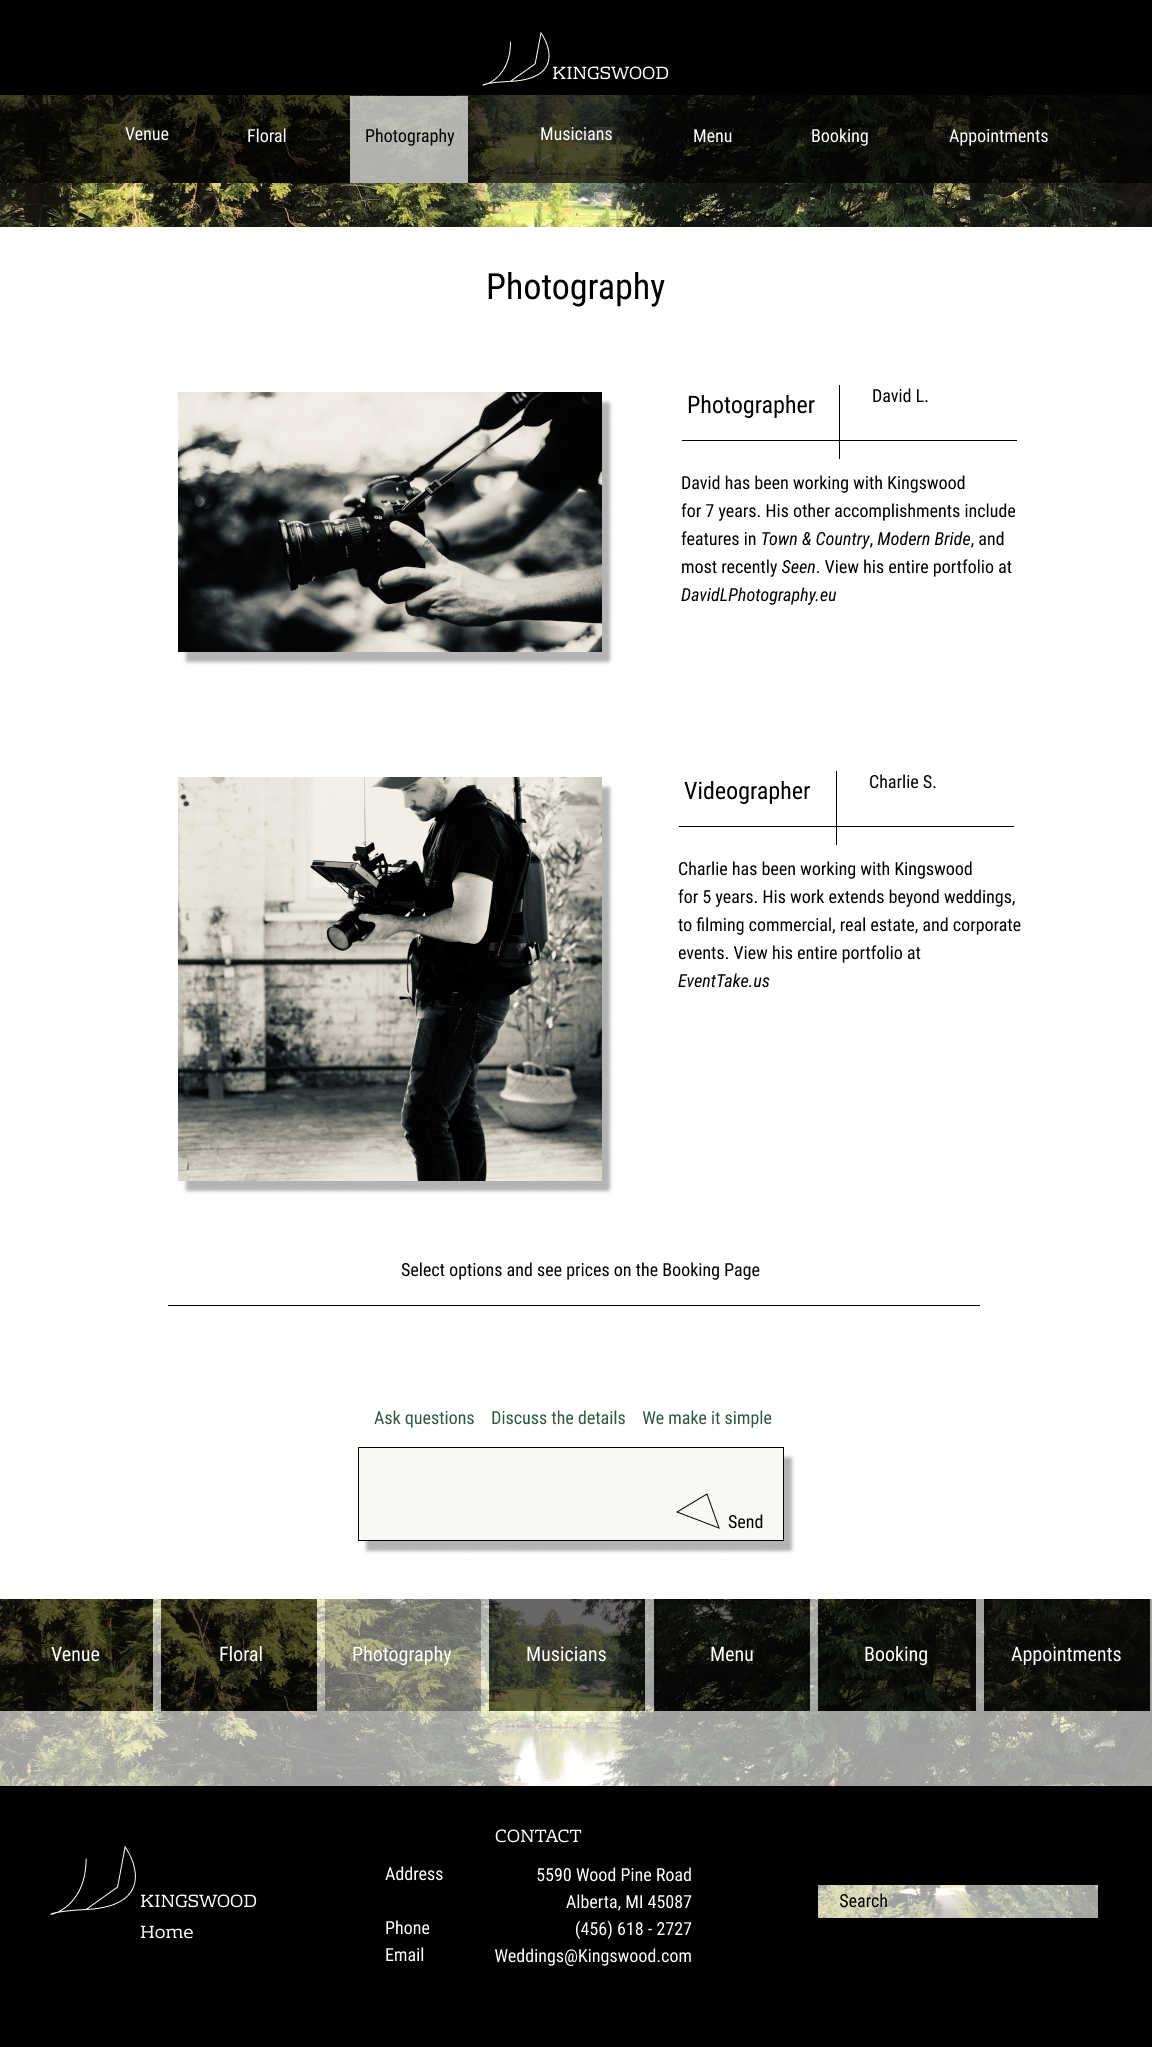 KINGSWOOD
Venue Floral Photography Musicians Menu Booking Appointments
Photography
Photographer David L.
David has been working with Kingswood
for 7 years. His other accomplishments include
features in Town & Country, Modern Bride, and
most recently Seen. View his entire portfolio at
DavidLPhotography.eu
Videographer Charlie S.
Charlie has been working with Kingswood
for 5 years. His work extends beyond weddings,
to filming commercial, real estate, and corporate
events. View his entire portfolio at
EventTake.us
Select options and see prices on the Booking Page
Ask questions Discuss the details We make it simple
Send
Venue Floral Photography Musicians Menu Booking Appointments
KINGSWOOD
Home
CONTACT
Address 5590 Wood Pine Road
Alberta, MI 45087
Phone (456) 618 - 2727
Email Weddings@Kingswood.com
Search